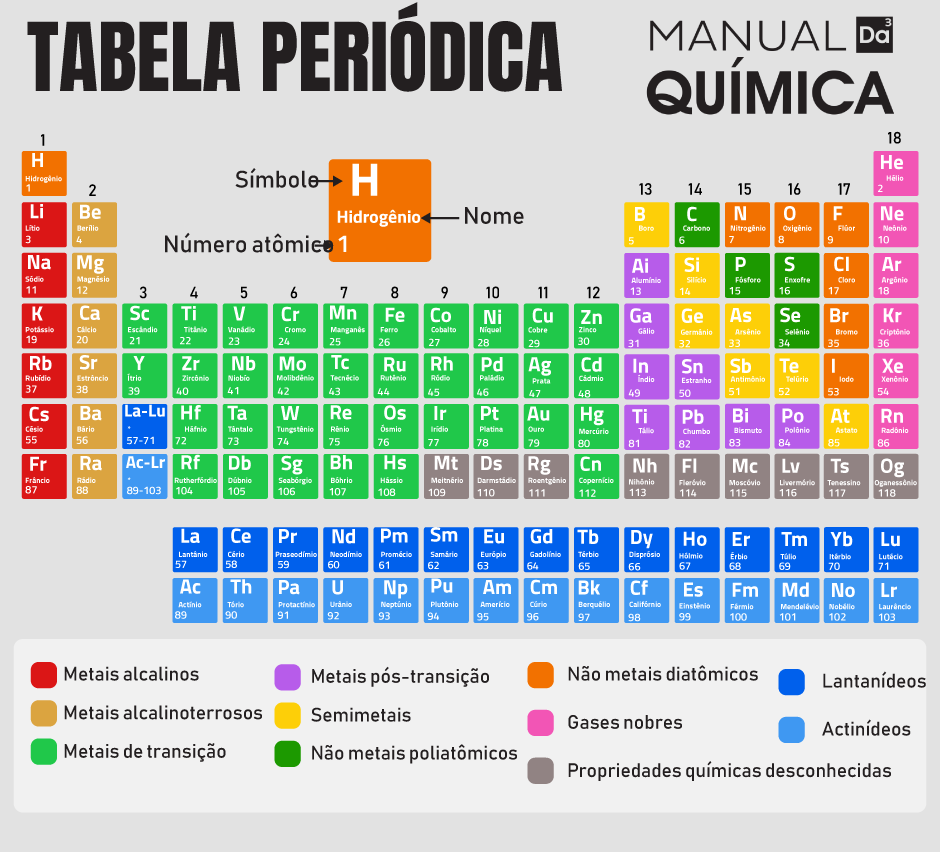 TABELA PERIÓDICA
MANUAL Da³
QUÍMICA
1 18
H He
Hidrogênio Hélio
1 2
Símbolo H
Hidrogênio Nome
Número atômico 1
2 13 14 15 16 17
Li Be B C N O F Ne
Lítio Berílio Boro Carbono Nitrogênio Oxigênio Flúor Neônio
3 4 5 6 7 8 9 10
Na Mg Ai Si P S Cl Ar
Sódio Magnésio Alumínio Silício Fósforo Enxofre Cloro Argônio
11 12 13 14 15 16 17 18
3 4 5 6 7 8 9 10 11 12
K Ca Sc Ti V Cr Mn Fe Co Ni Cu Zn Ga Ge As Se Br Kr
Potássio Cálcio Escândio Titânio Vanádio Cromo Manganês Ferro Cobalto Níquel Cobre Zinco Gálio Germânio Arsênio Selênio Bromo Criptônio
19 20 21 22 23 24 25 26 27 28 29 30 31 32 33 34 35 36
Rb Sr Y Zr Nb Mo Tc Ru Rh Pd Ag Cd In Sn Sb Te I Xe
Rubídio Estrôncio Ítrio Zircônio Nióbio Molibdênio Tecnécio Rutênio Ródio Paládio Prata Cádmio Índio Estranho Antimônio Telúrio Iodo Xenônio
37 38 39 40 41 42 43 44 45 46 47 48 49 50 51 52 53 54
Cs Ba La-Lu Hf Ta W Re Os Ir Pt Au Hg Ti Pb Bi Po At Rn
Césio Bário * Háfnio Tântalo Tungstênio Rênio Ósmio Irídio Platina Ouro Mercúrio Tálio Chumbo Bismuto Polônio Astato Radônio
55 56 57-71 72 73 74 75 76 77 78 79 80 81 82 83 84 85 86
Fr Ra Ac-Lr Rf Db Sg Bh Hs Mt Ds Rg Cn Nh Fl Mc Lv Ts Og
Frâncio Rádio * Rutherfórdio Dúbnio Seabórgio Bóhrio Hássio Meitnério Darmstádio Roentgênio Copernício Nihônio Fleróvio Moscóvio Livermório Tenessino Oganessônio
87 88 89-103 104 105 106 107 108 109 110 111 112 113 114 115 116 117 118
La Ce Pr Nd Pm Sm Eu Gd Tb Dy Ho Er Tm Yb Lu
Lantânio Cério Praseodímio Neodímio Promécio Samário Európio Gadolínio Térbio Disprósio Hólmio Érbio Túlio Itérbio Lutécio
57 58 59 60 61 62 63 64 65 66 67 68 69 70 71
Ac Th Pa U Np Pu Am Cm Bk Cf Es Fm Md No Lr
Actínio Tório Protactínio Urânio Neptúnio Plutônio Amerício Cúrio Berquélio Califórnio Einstênio Férmio Mendelévio Nobélio Laurêncio
89 90 91 92 93 94 95 96 97 98 99 100 101 102 103
Metais alcalinos
Metais alcalinoterrosos
Metais de transição
Metais pós-transição
Semimetais
Não metais poliatômicos
Não metais diatômicos
Gases nobres
Propriedades químicas desconhecidas
Lantanídeos
Actinídeos